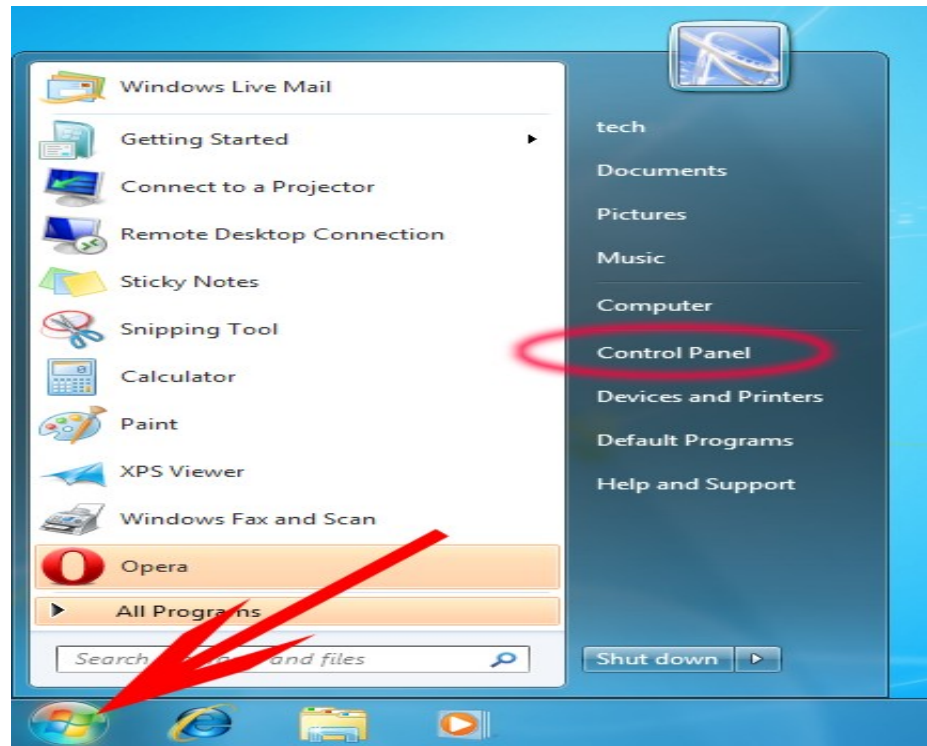 Windows Live Mail
Getting Started
Connect to a Projector
Remote Desktop Connection
Sticky Notes
Snipping Tool
Calculator
Paint
XPS Viewer
Windows Fax and Scan
Opera
All Programs
Search and files
tech
Documents
Pictures
Music
Computer
Control Panel
Devices and Printers
Default Programs
Help and Support
Shut down